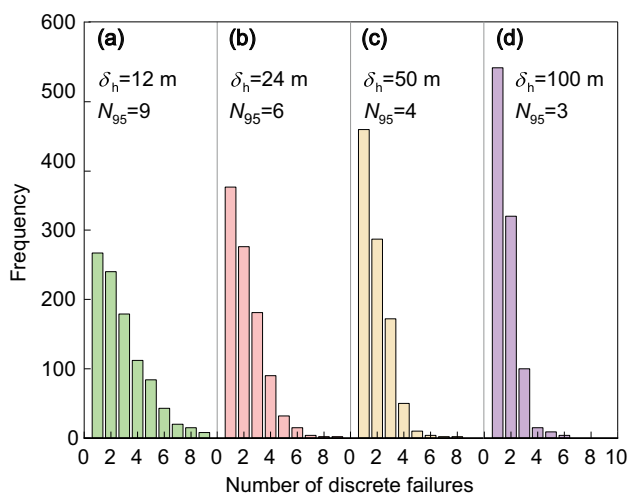 600
500
400
300
200
100
0
Frequency
(a)
δh=12 m
N95=9
(b)
δh=24 m
N95=6
(c)
δh=50 m
N95=4
(d)
δh=100 m
N95=3
0 2 4 6 8 0 2 4 6 8 0 2 4 6 8 0 2 4 6 8 10
Number of discrete failures